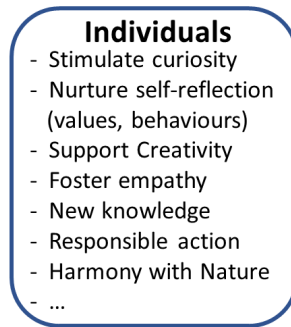 Individuals
- Stimulate curiosity
- Nurture self-reflection
(values, behaviours)
- Support Creativity
- Foster empathy
- New knowledge
- Responsible action
- Harmony with Nature
- ...